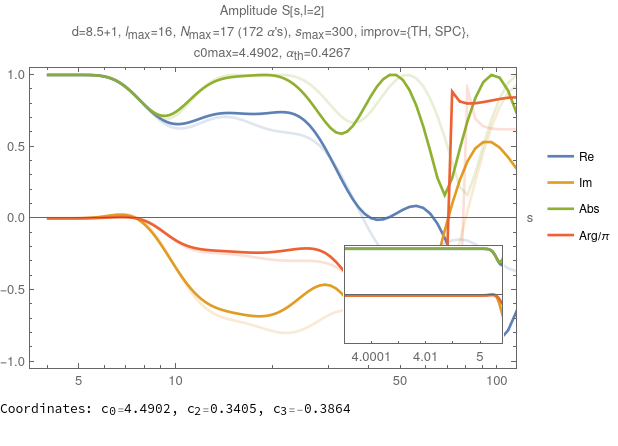 Amplitude S[s,l=2]
d=8.5+1, lmax=16, Nmax=17 (172 α's), smax=300, improv={TH, SPC},
c0max=4.4902, αth=0.4267
1.0
0.5
0.0
−0.5
−1.0
5
10
50
100
s
4.0001
4.01
5
Re
Im
Abs
Arg/π
Coordinates: c0=4.4902, c2=0.3405, c3=−0.3864